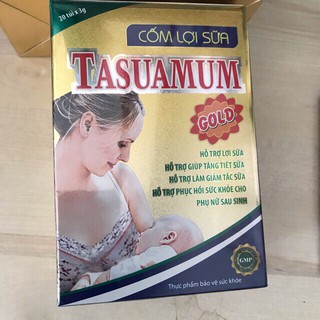 20 túi x 3g
CỐM LỢI SỮA
TASUAMUM
GOLD
HỖ TRỢ LỢI SỮA
HỖ TRỢ GIÚP TĂNG TIẾT SỮA
HỖ TRỢ LÀM GIẢM TẮC SỮA
HỖ TRỢ PHỤC HỒI SỨC KHỎE CHO
PHỤ NỮ SAU SINH
GMP
Thực phẩm bảo vệ sức khỏe